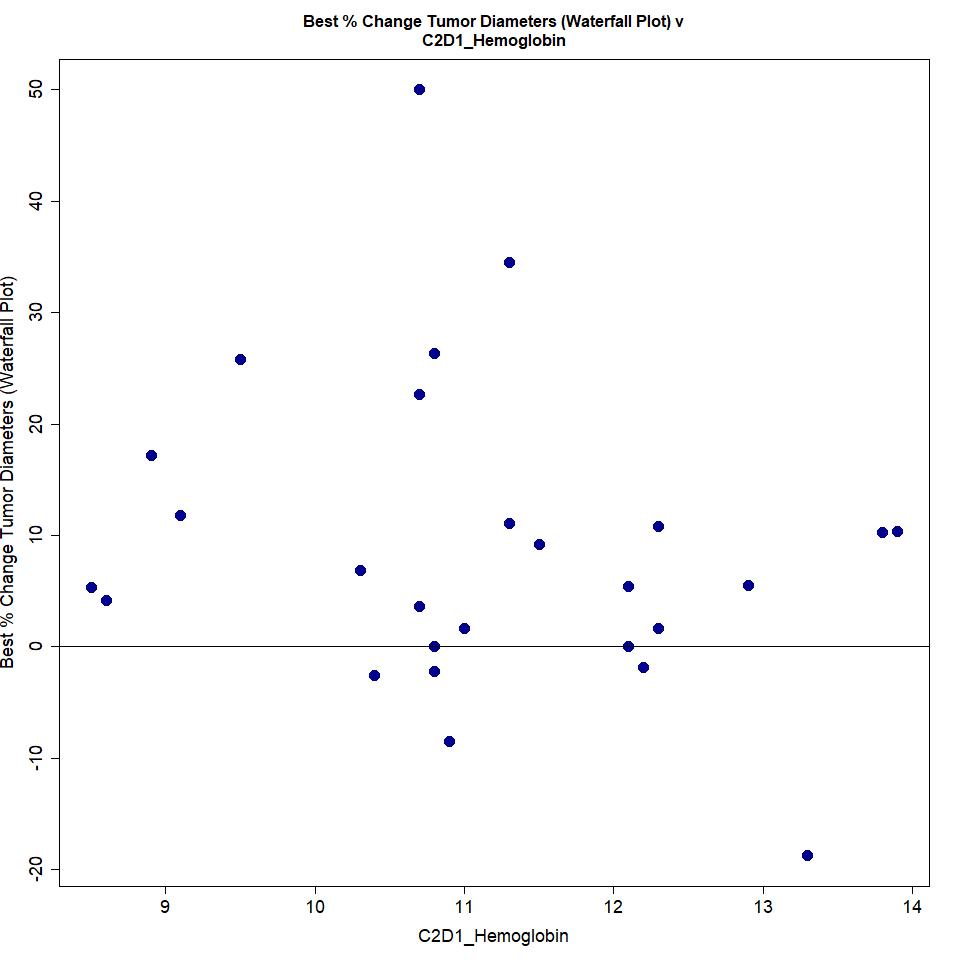 Best % Change Tumor Diameters (Waterfall Plot) v
C2D1_Hemoglobin
Best % Change Tumor Diameters (Waterfall Plot)
50
40
30
20
10
0
-10
-20
9 10 11 12 13 14
C2D1_Hemoglobin